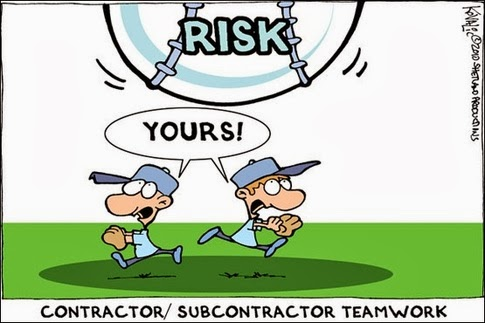 RISK
YOURS!
CONTRACTOR/ SUBCONTRACTOR TEAMWORK